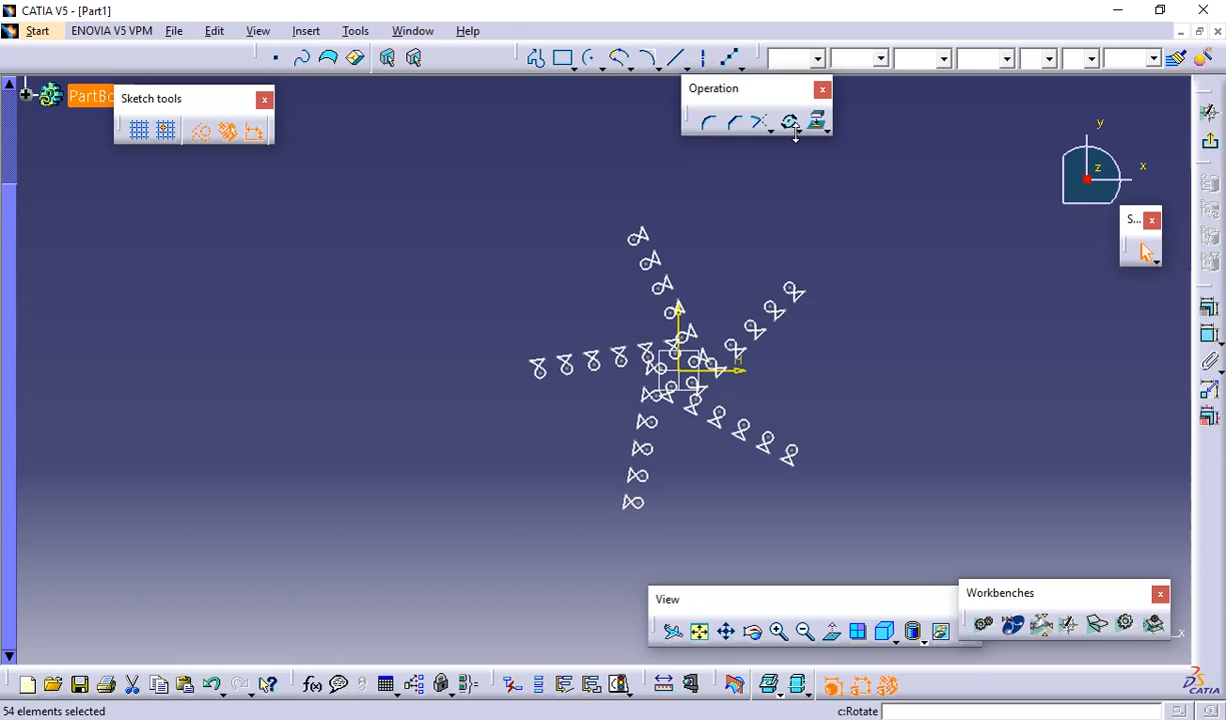 CATIA V5 - [Part1]
Start ENOVIA V5 VPM File Edit View Insert Tools Window Help
Operation
PartBo
Sketch tools
y
z x
S...
H
View
Workbenches
x
f(x)
DS
CATIA
54 elements selected
c:Rotate